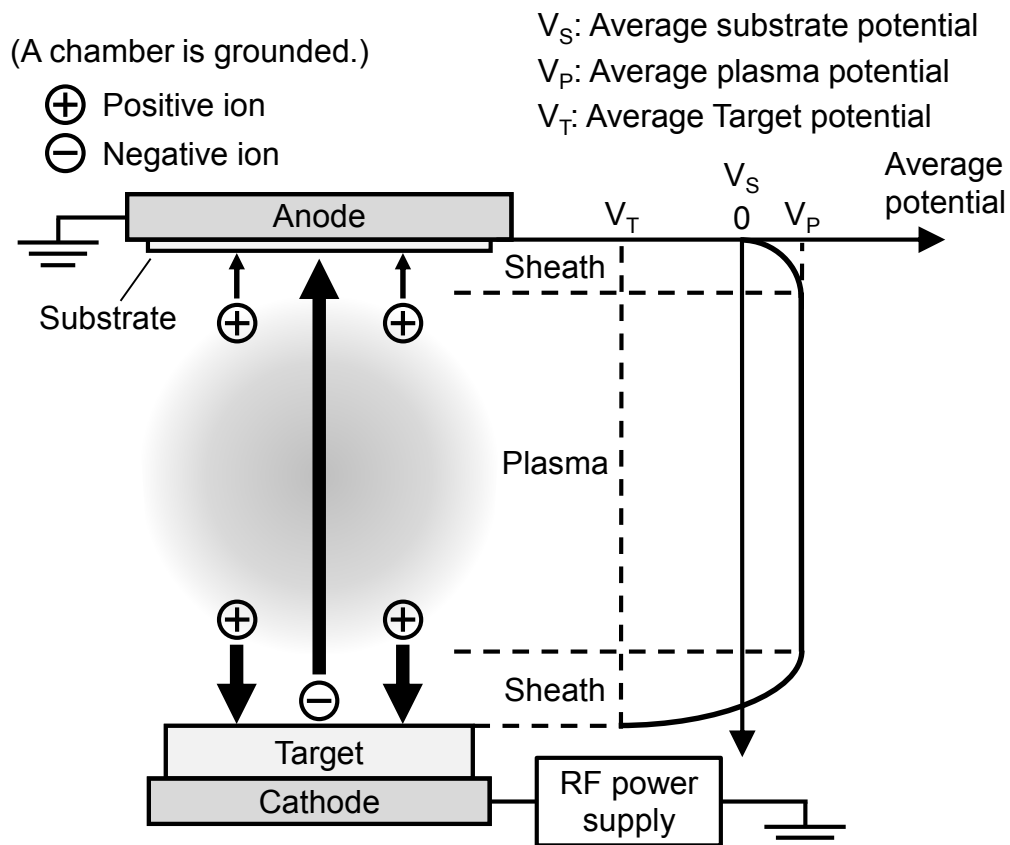 (A chamber is grounded.)
⊕ Positive ion
⊖ Negative ion
V_S: Average substrate potential
V_P: Average plasma potential
V_T: Average Target potential
Average
potential
V_S
V_T
0
V_P
Anode
Substrate
Sheath
+
+
Plasma
+
+
−
Sheath
Target
Cathode
RF power
supply